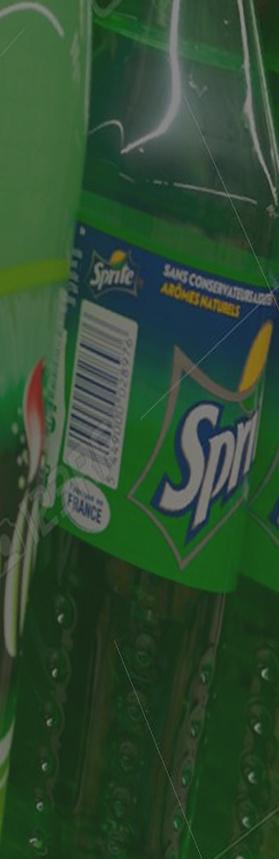 Sprite
SANS CONSERVATEURS
ARÔMES NATURELS
Spri
FRANCE